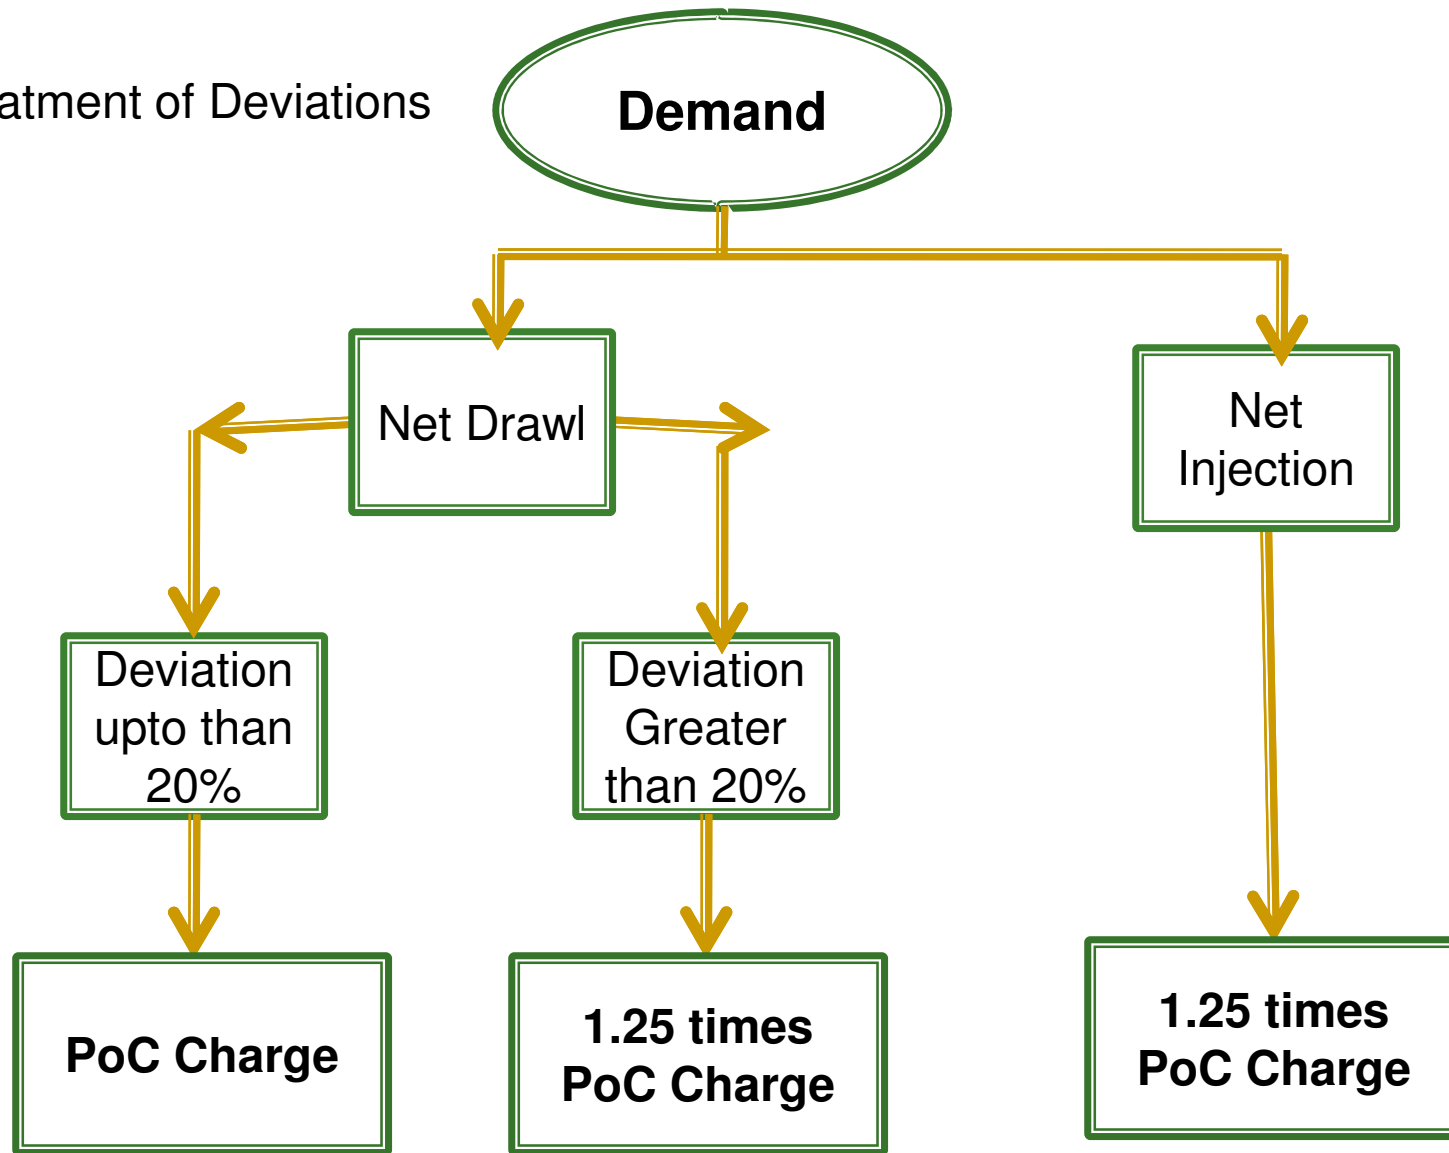 of Deviations
Demand
Net Drawl
Net
Injection
Deviation
upto than
20%
Deviation
Greater
than 20%
PoC Charge
1.25 times
PoC Charge
1.25 times
PoC Charge